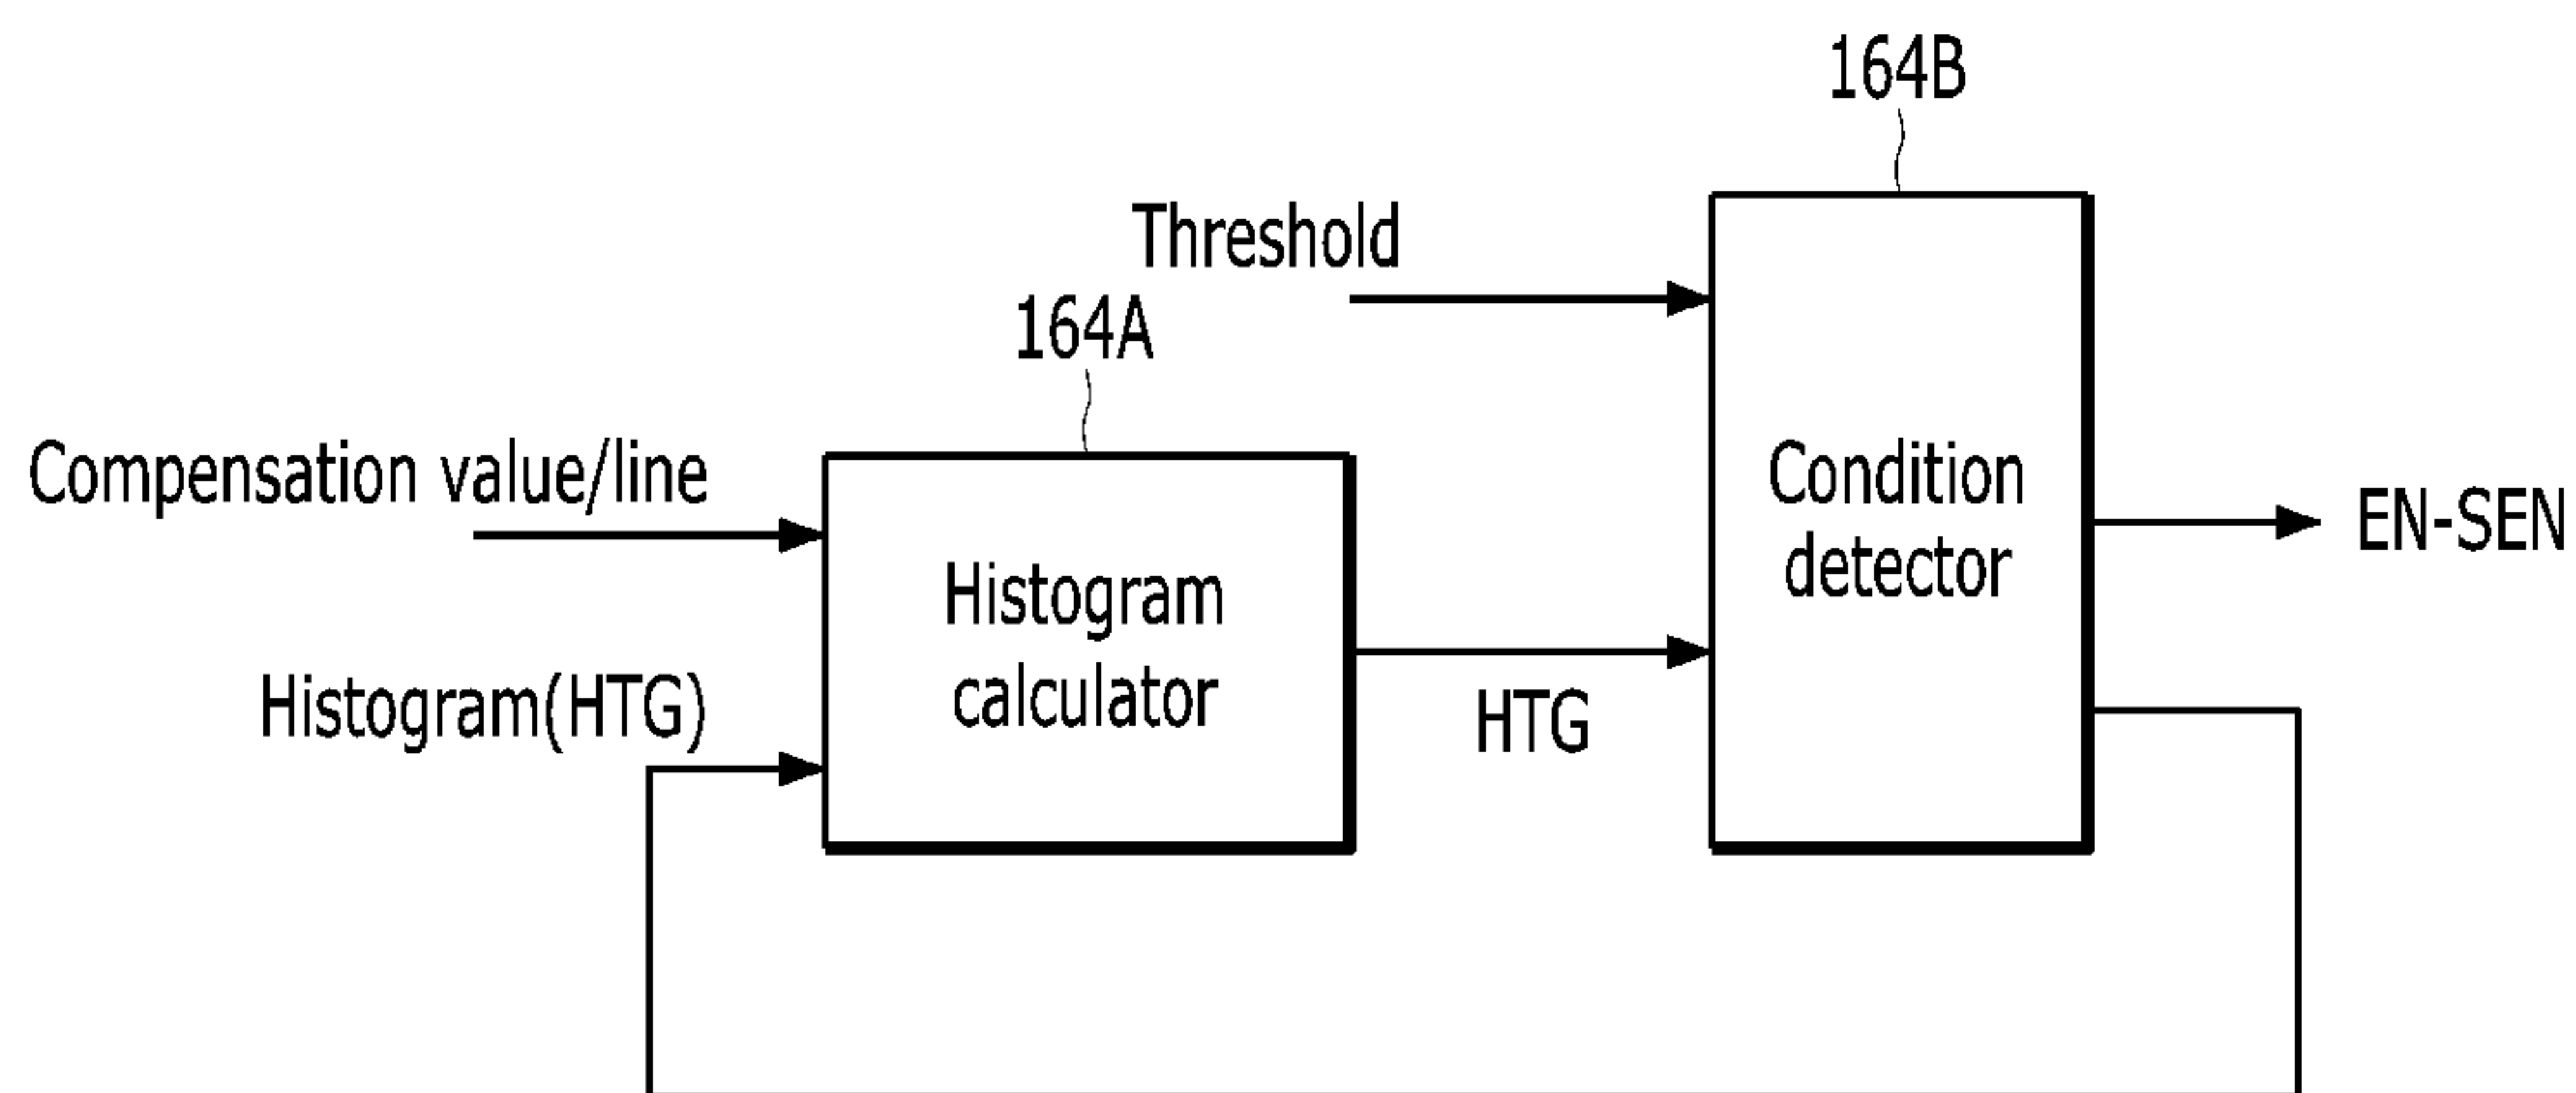 164B
Threshold
164A
Compensation value/line
Condition
detector
EN-SEN
Histogram
calculator
Histogram(HTG)
HTG